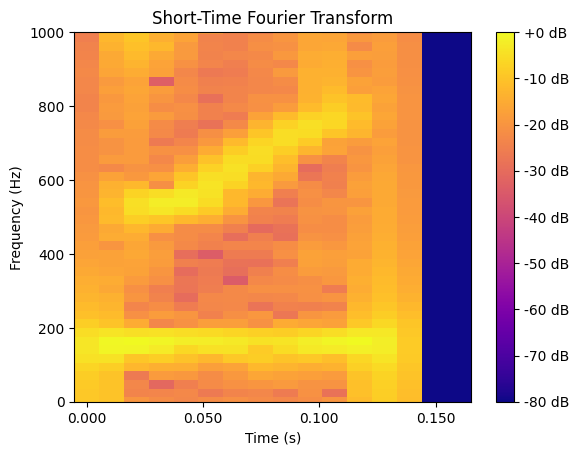 Short-Time Fourier Transform
Frequency (Hz)
1000
800
600
400
200
0
0.000
0.050
0.100
0.150
Time (s)
+0 dB
-10 dB
-20 dB
-30 dB
-40 dB
-50 dB
-60 dB
-70 dB
-80 dB